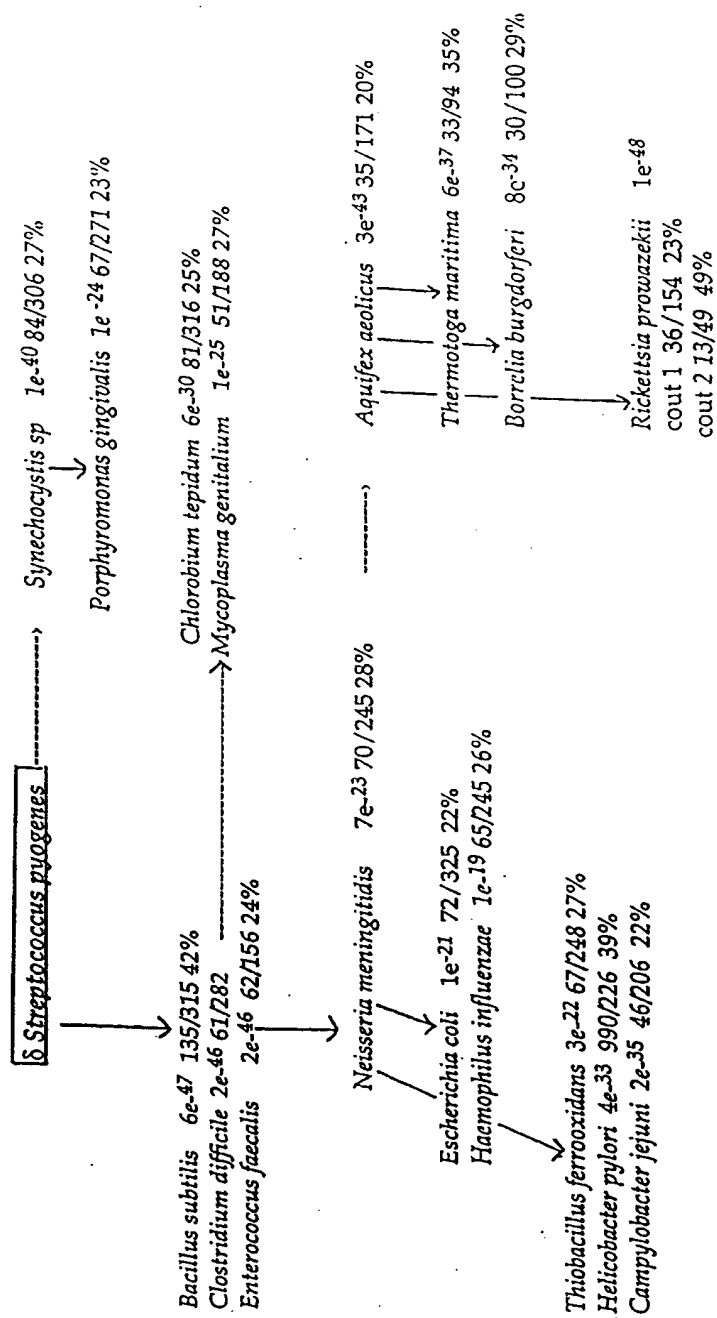 δ Streptococcus pyogenes
Synechocystis sp 1e-40 84/306 27%
Porphyromonas gingivalis 1e-24 67/271 23%
Bacillus subtilis 6e-47 135/315 42%
Clostridium difficile 2e-46 61/282
Enterococcus faecalis 2e-46 62/156 24%
Chlorobium tepidum 6e-30 81/316 25%
Mycoplasma genitalium 1e-25 51/188 27%
Neisseria meningitidis 7e-23 70/245 28%
Escherichia coli 1e-21 72/325 22%
Haemophilus influenzae 1e-19 65/245 26%
Thiobacillus ferrooxidans 3e-22 67/248 27%
Helicobacter pylori 4e-33 990/226 39%
Campylobacter jejuni 2e-35 46/206 22%
Aquifex aeolicus 3e-43 35/171 20%
Thermotoga maritima 6e-37 33/94 35%
Borrclia burgdorferi 8c-34 30/100 29%
Rickettsia prowazekii 1e-48
cout 1 36/154 23%
cout 2 13/49 49%